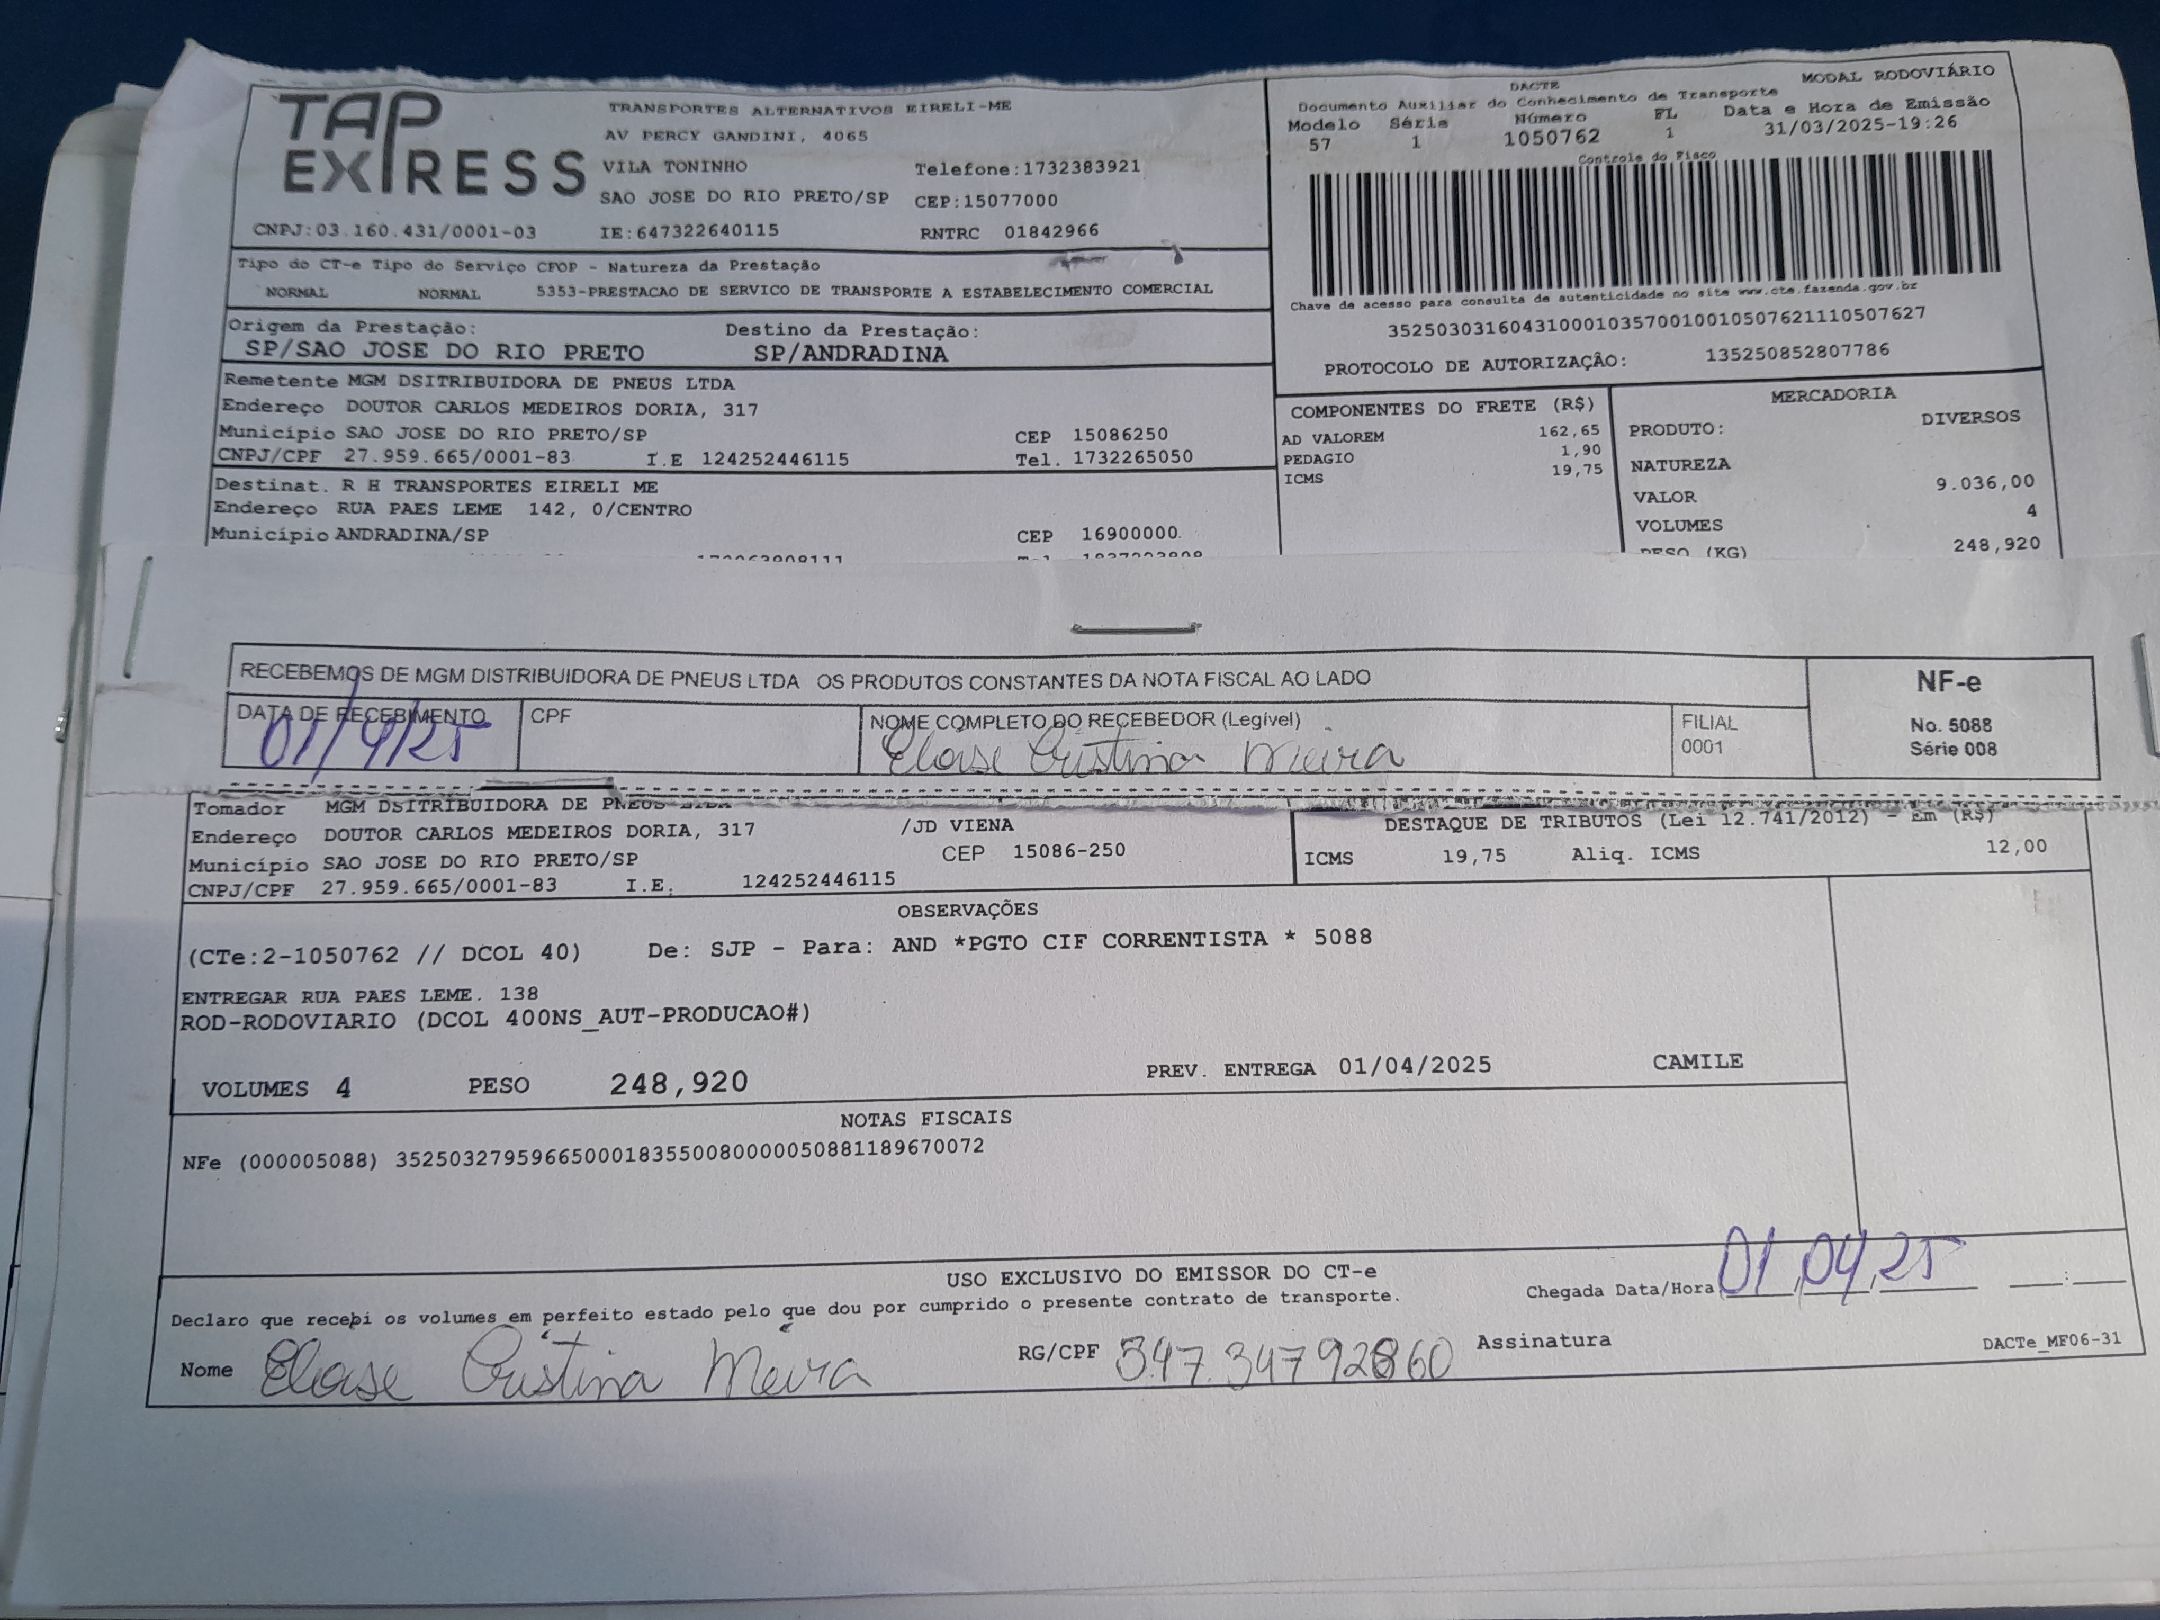 TAP EXPRESS
TRANSPORTES ALTERNATIVOS EIRELI-ME
AV PERCY GANDINI, 4065
VILA TONINHO Telefone:1732383921
SAO JOSE DO RIO PRETO/SP CEP:15077000
CNPJ:03.160.431/0001-03 IE:647322640115 RNTRC 01842966
Tipo do CT-e Tipo do Serviço CFOP - Natureza da Prestação
NORMAL NORMAL 5353-PRESTACAO DE SERVICO DE TRANSPORTE A ESTABELECIMENTO COMERCIAL
Origem da Prestação: Destino da Prestação:
SP/SAO JOSE DO RIO PRETO SP/ANDRADINA
Remetente MGM DSITRIBUIDORA DE PNEUS LTDA
Endereço DOUTOR CARLOS MEDEIROS DORIA, 317
Município SAO JOSE DO RIO PRETO/SP CEP 15086250
CNPJ/CPF 27.959.665/0001-83 I.E 124252446115 Tel. 1732265050
Destinat. R H TRANSPORTES EIRELI ME
Endereço RUA PAES LEME 142, 0/CENTRO
Município ANDRADINA/SP CEP 16900000
DACTE MODAL RODOVIÁRIO
Documento Auxiliar do Conhecimento de Transporte
Modelo Série Número FL Data e Hora de Emissão
57 1 1050762 1 31/03/2025-19:26
Controle do Fisco
Chave de acesso para consulta de autenticidade no site www.cte.fazenda.gov.br
35250303160431000103570010010507621110507627
PROTOCOLO DE AUTORIZAÇÃO: 135250852807786
COMPONENTES DO FRETE (R$)
AD VALOREM 162,65
PEDAGIO 1,90
ICMS 19,75
MERCADORIA
PRODUTO: DIVERSOS
NATUREZA
VALOR 9.036,00
VOLUMES 4
PESO (KG) 248,920
RECEBEMOS DE MGM DISTRIBUIDORA DE PNEUS LTDA OS PRODUTOS CONSTANTES DA NOTA FISCAL AO LADO
DATA DE RECEBIMENTO CPF NOME COMPLETO DO RECEBEDOR (Legível) FILIAL
01/4/25 Eloise Cristina Meira 0001
NF-e
No. 5088
Série 008
Tomador MGM DSITRIBUIDORA DE PNEUS LTDA
Endereço DOUTOR CARLOS MEDEIROS DORIA, 317 /JD VIENA
Município SAO JOSE DO RIO PRETO/SP CEP 15086-250
CNPJ/CPF 27.959.665/0001-83 I.E. 124252446115
DESTAQUE DE TRIBUTOS (Lei 12.741/2012) - Em (R$)
ICMS 19,75 Aliq. ICMS 12,00
OBSERVAÇÕES
(CTe:2-1050762 // DCOL 40) De: SJP - Para: AND *PGTO CIF CORRENTISTA * 5088
ENTREGAR RUA PAES LEME. 138
ROD-RODOVIARIO (DCOL 400NS_AUT-PRODUCAO#)
VOLUMES 4 PESO 248,920 PREV. ENTREGA 01/04/2025 CAMILE
NOTAS FISCAIS
NFe (000005088) 35250327959665000183550080000050881189670072
USO EXCLUSIVO DO EMISSOR DO CT-e
Declaro que recebi os volumes em perfeito estado pelo que dou por cumprido o presente contrato de transporte. Chegada Data/Hora 01/04/25 :
Nome Eloise Cristina Meira RG/CPF 547.34792860 Assinatura DACTe_MF06-31